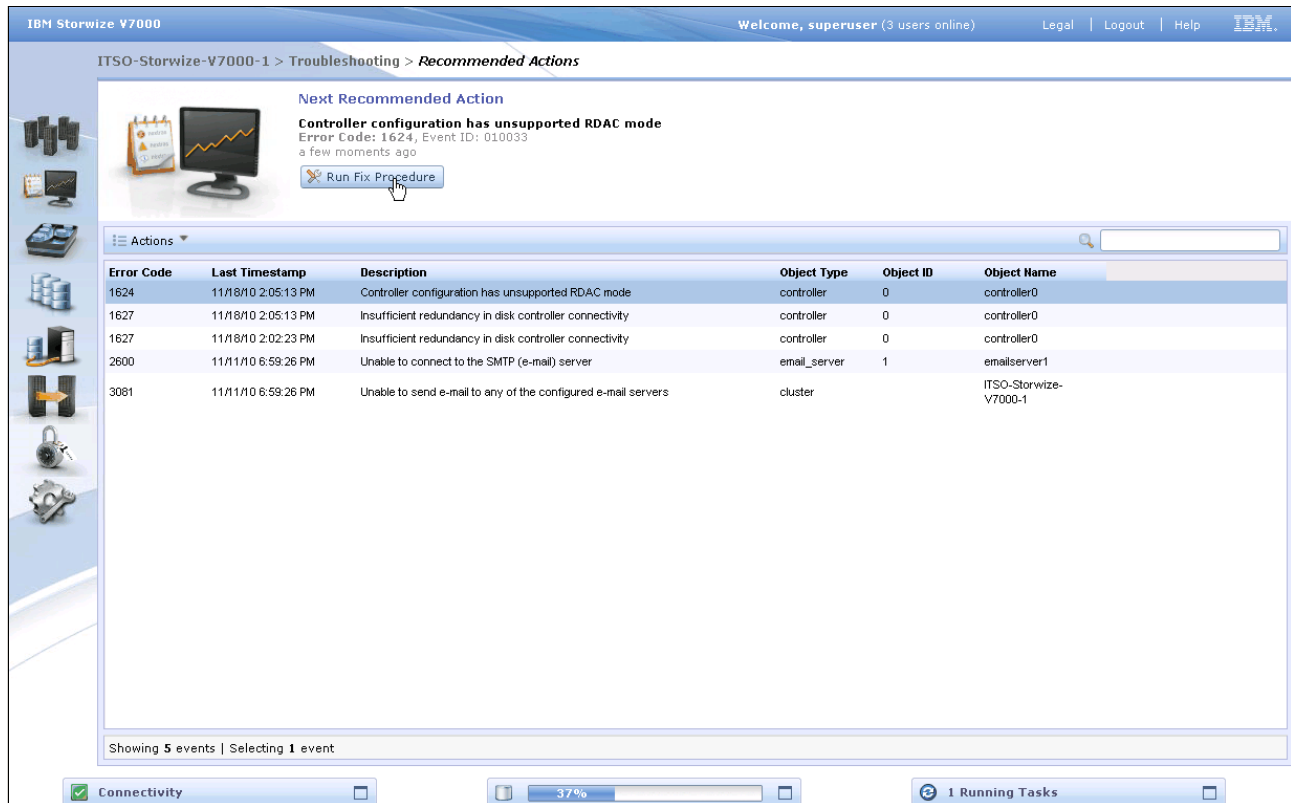 IBM Storwize V7000
Welcome, superuser (3 users online)
Legal | Logout | Help
IBM.
ITSO-Storwize-V7000-1 > Troubleshooting > Recommended Actions
Next Recommended Action
Controller configuration has unsupported RDAC mode
Error Code: 1624, Event ID: 010033
a few moments ago
Run Fix Procedure
Actions
Error Code Last Timestamp Description Object Type Object ID Object Name
1624 11/18/10 2:05:13 PM Controller configuration has unsupported RDAC mode controller 0 controller0
1627 11/18/10 2:05:13 PM Insufficient redundancy in disk controller connectivity controller 0 controller0
1627 11/18/10 2:02:23 PM Insufficient redundancy in disk controller connectivity controller 0 controller0
2600 11/11/10 6:59:26 PM Unable to connect to the SMTP (e-mail) server email_server 1 emailserver1
3081 11/11/10 6:59:26 PM Unable to send e-mail to any of the configured e-mail servers cluster ITSO-Storwize-
V7000-1
Showing 5 events | Selecting 1 event
Connectivity
37%
1 Running Tasks